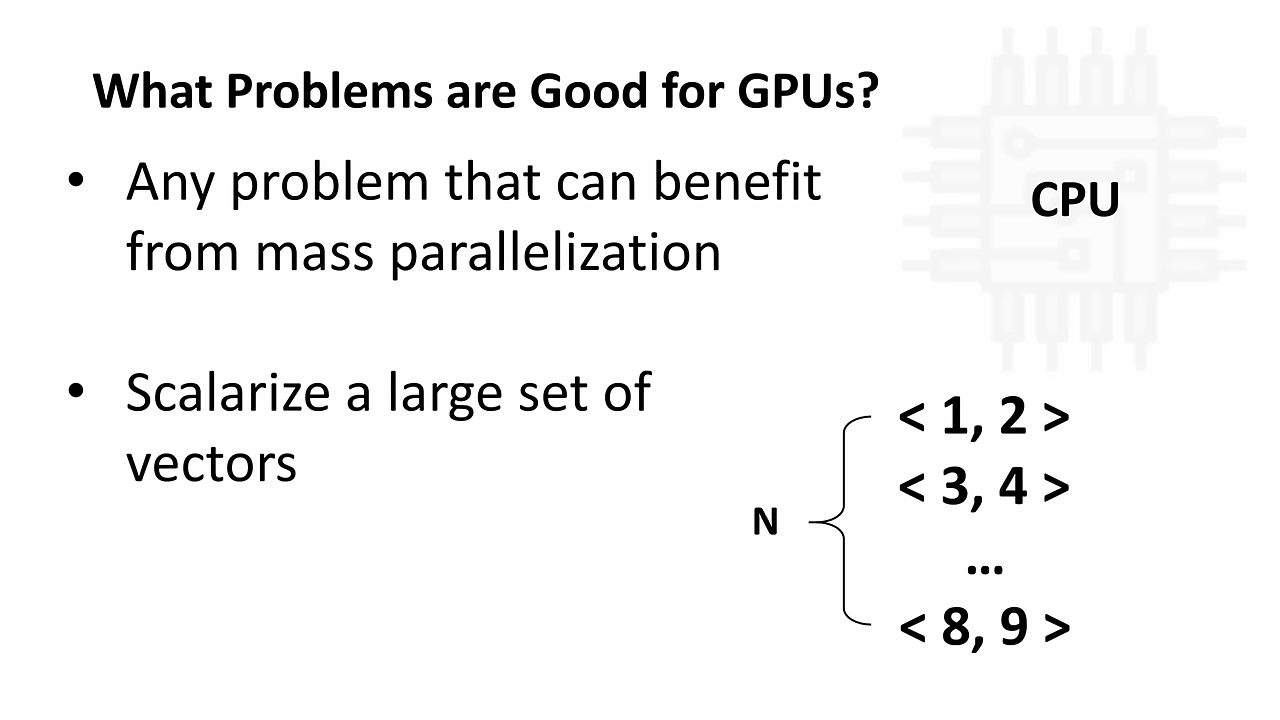 What Problems are Good for GPUs?
• Any problem that can benefit
from mass parallelization
• Scalarize a large set of
vectors
CPU
N
< 1, 2 >
< 3, 4 >
...
< 8, 9 >